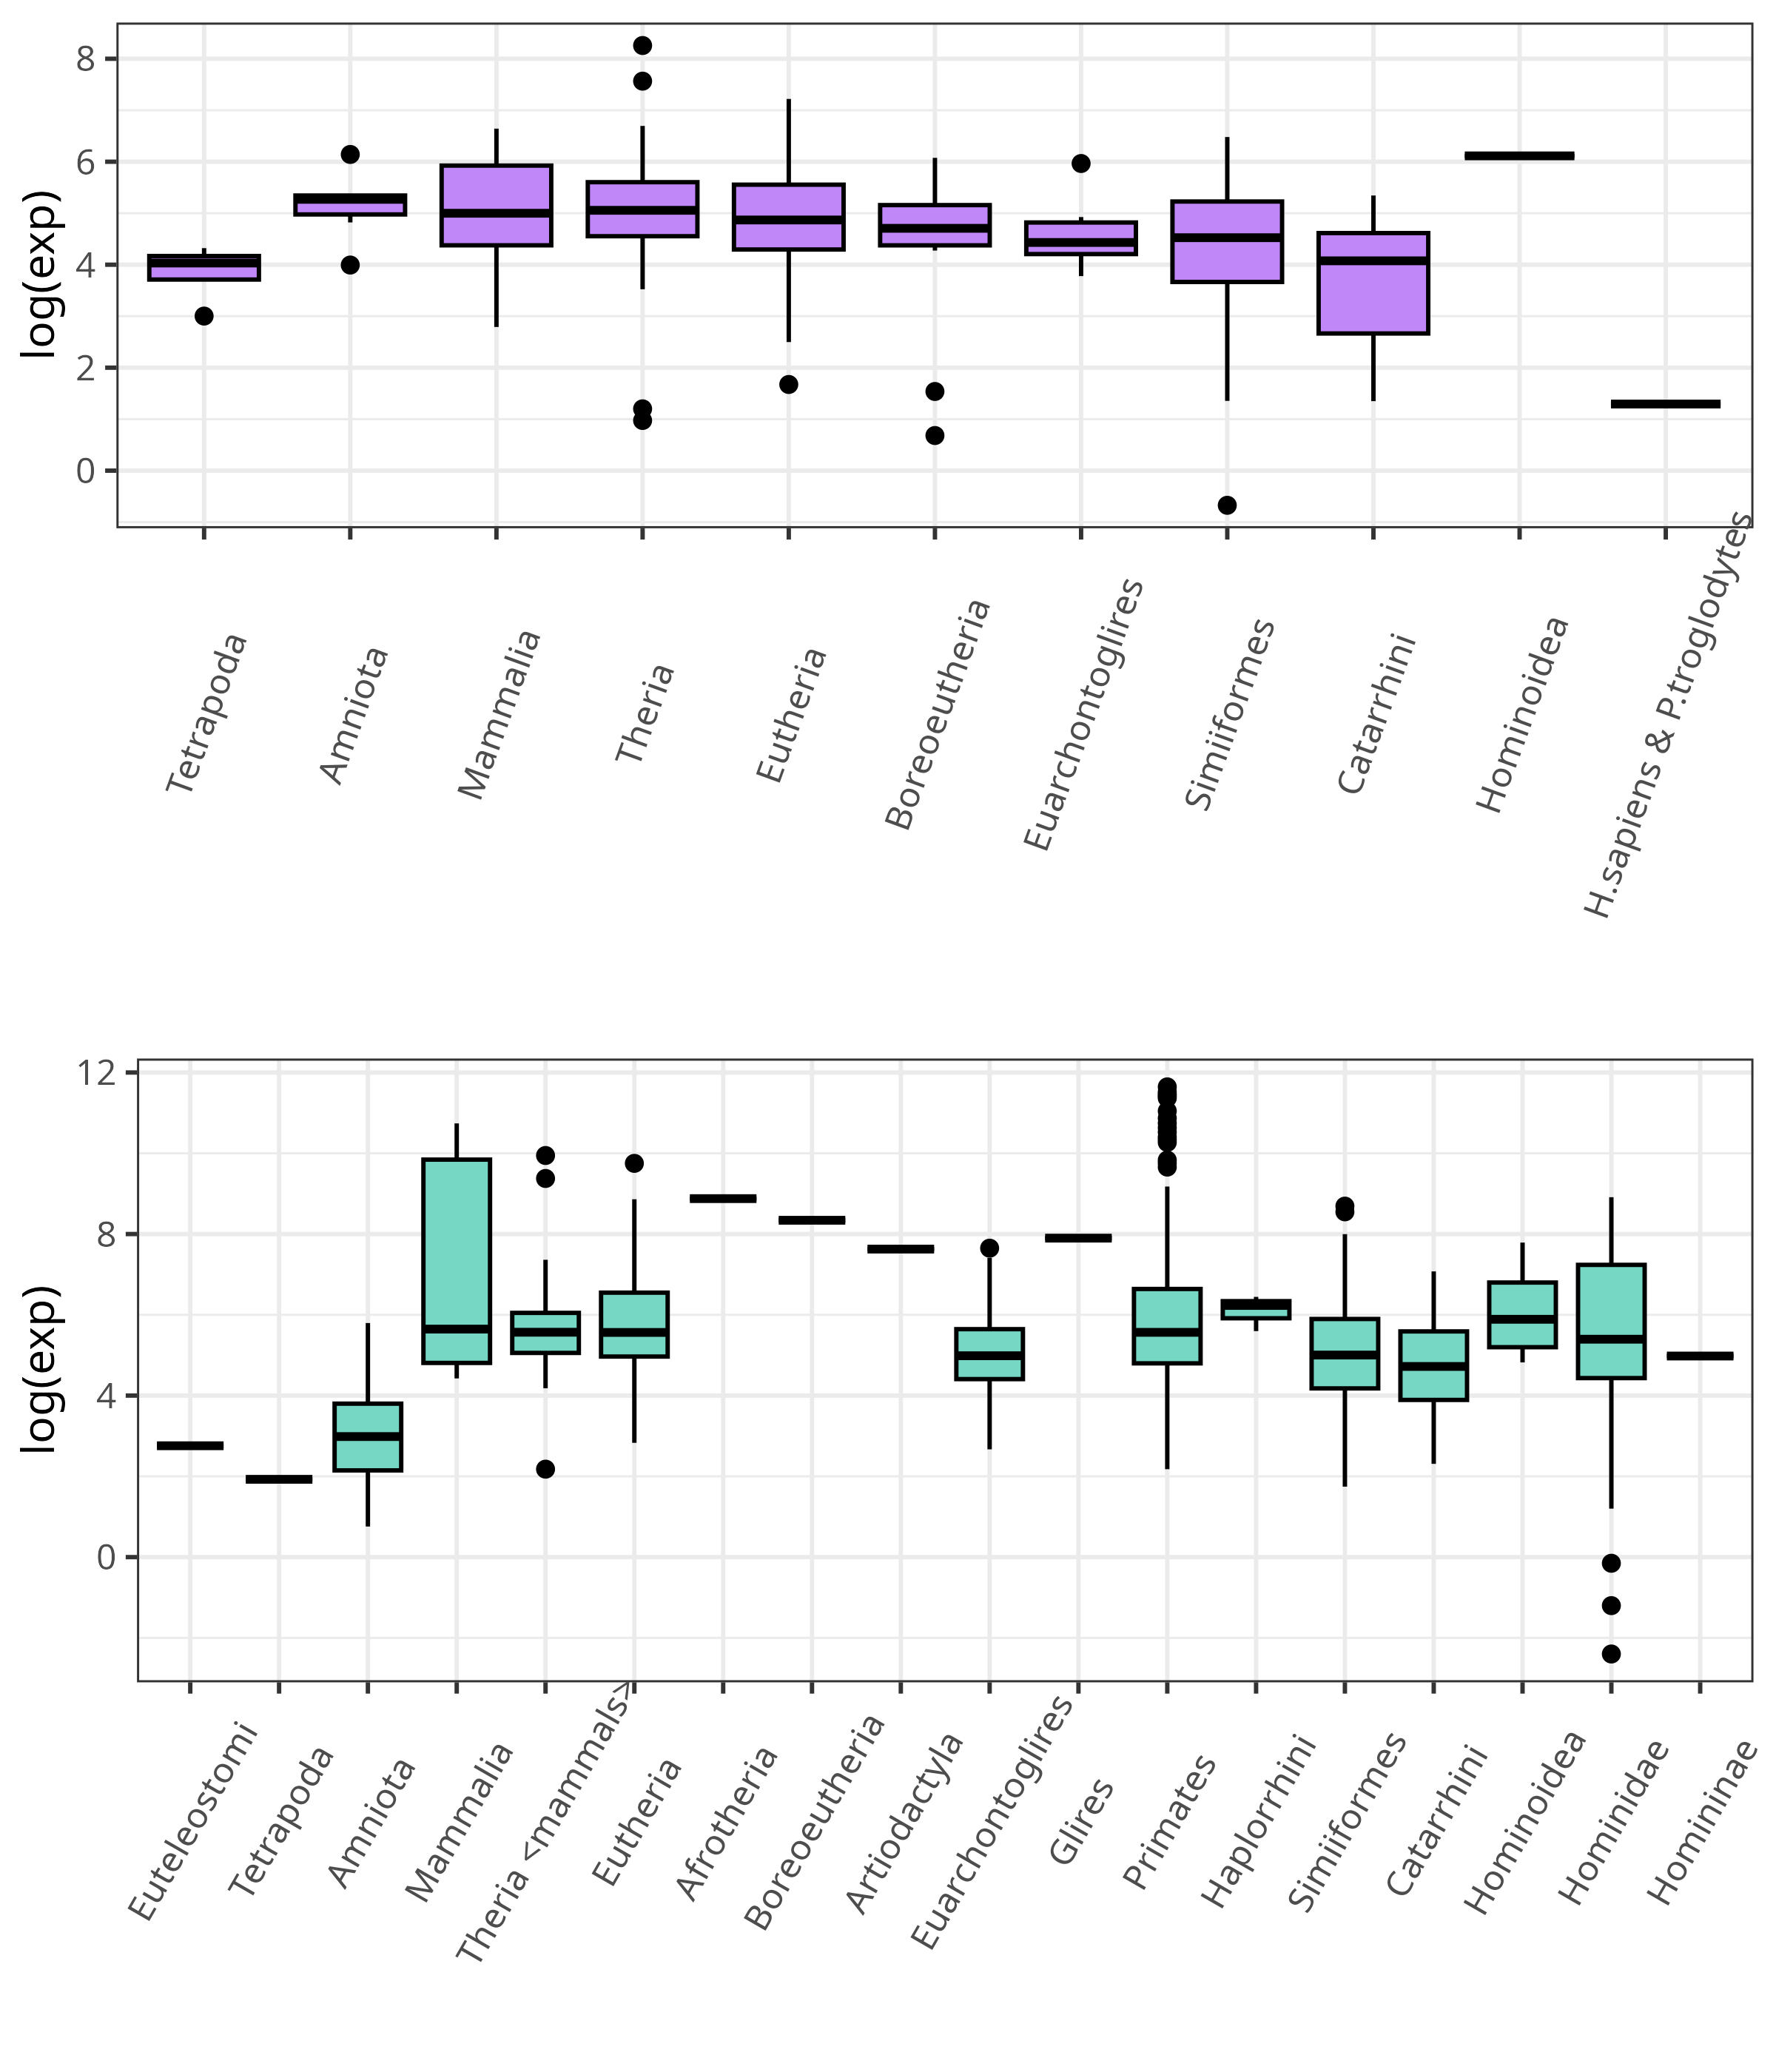 log(exp)
8
6
4
2
0
Tetrapoda
Amniota
Mammalia
Theria
Eutheria
Boreoeutheria
Euarchontoglires
Simiiformes
Catarrhini
Hominoidea
H.sapiens & P.troglodytes
log(exp)
12
8
4
0
Euteleostomi
Tetrapoda
Amniota
Mammalia
Theria <mammals>
Eutheria
Afrotheria
Boreoeutheria
Artiodactyla
Euarchontoglires
Glires
Primates
Haplorrhini
Simiiformes
Catarrhini
Hominoidea
Hominidae
Homininae